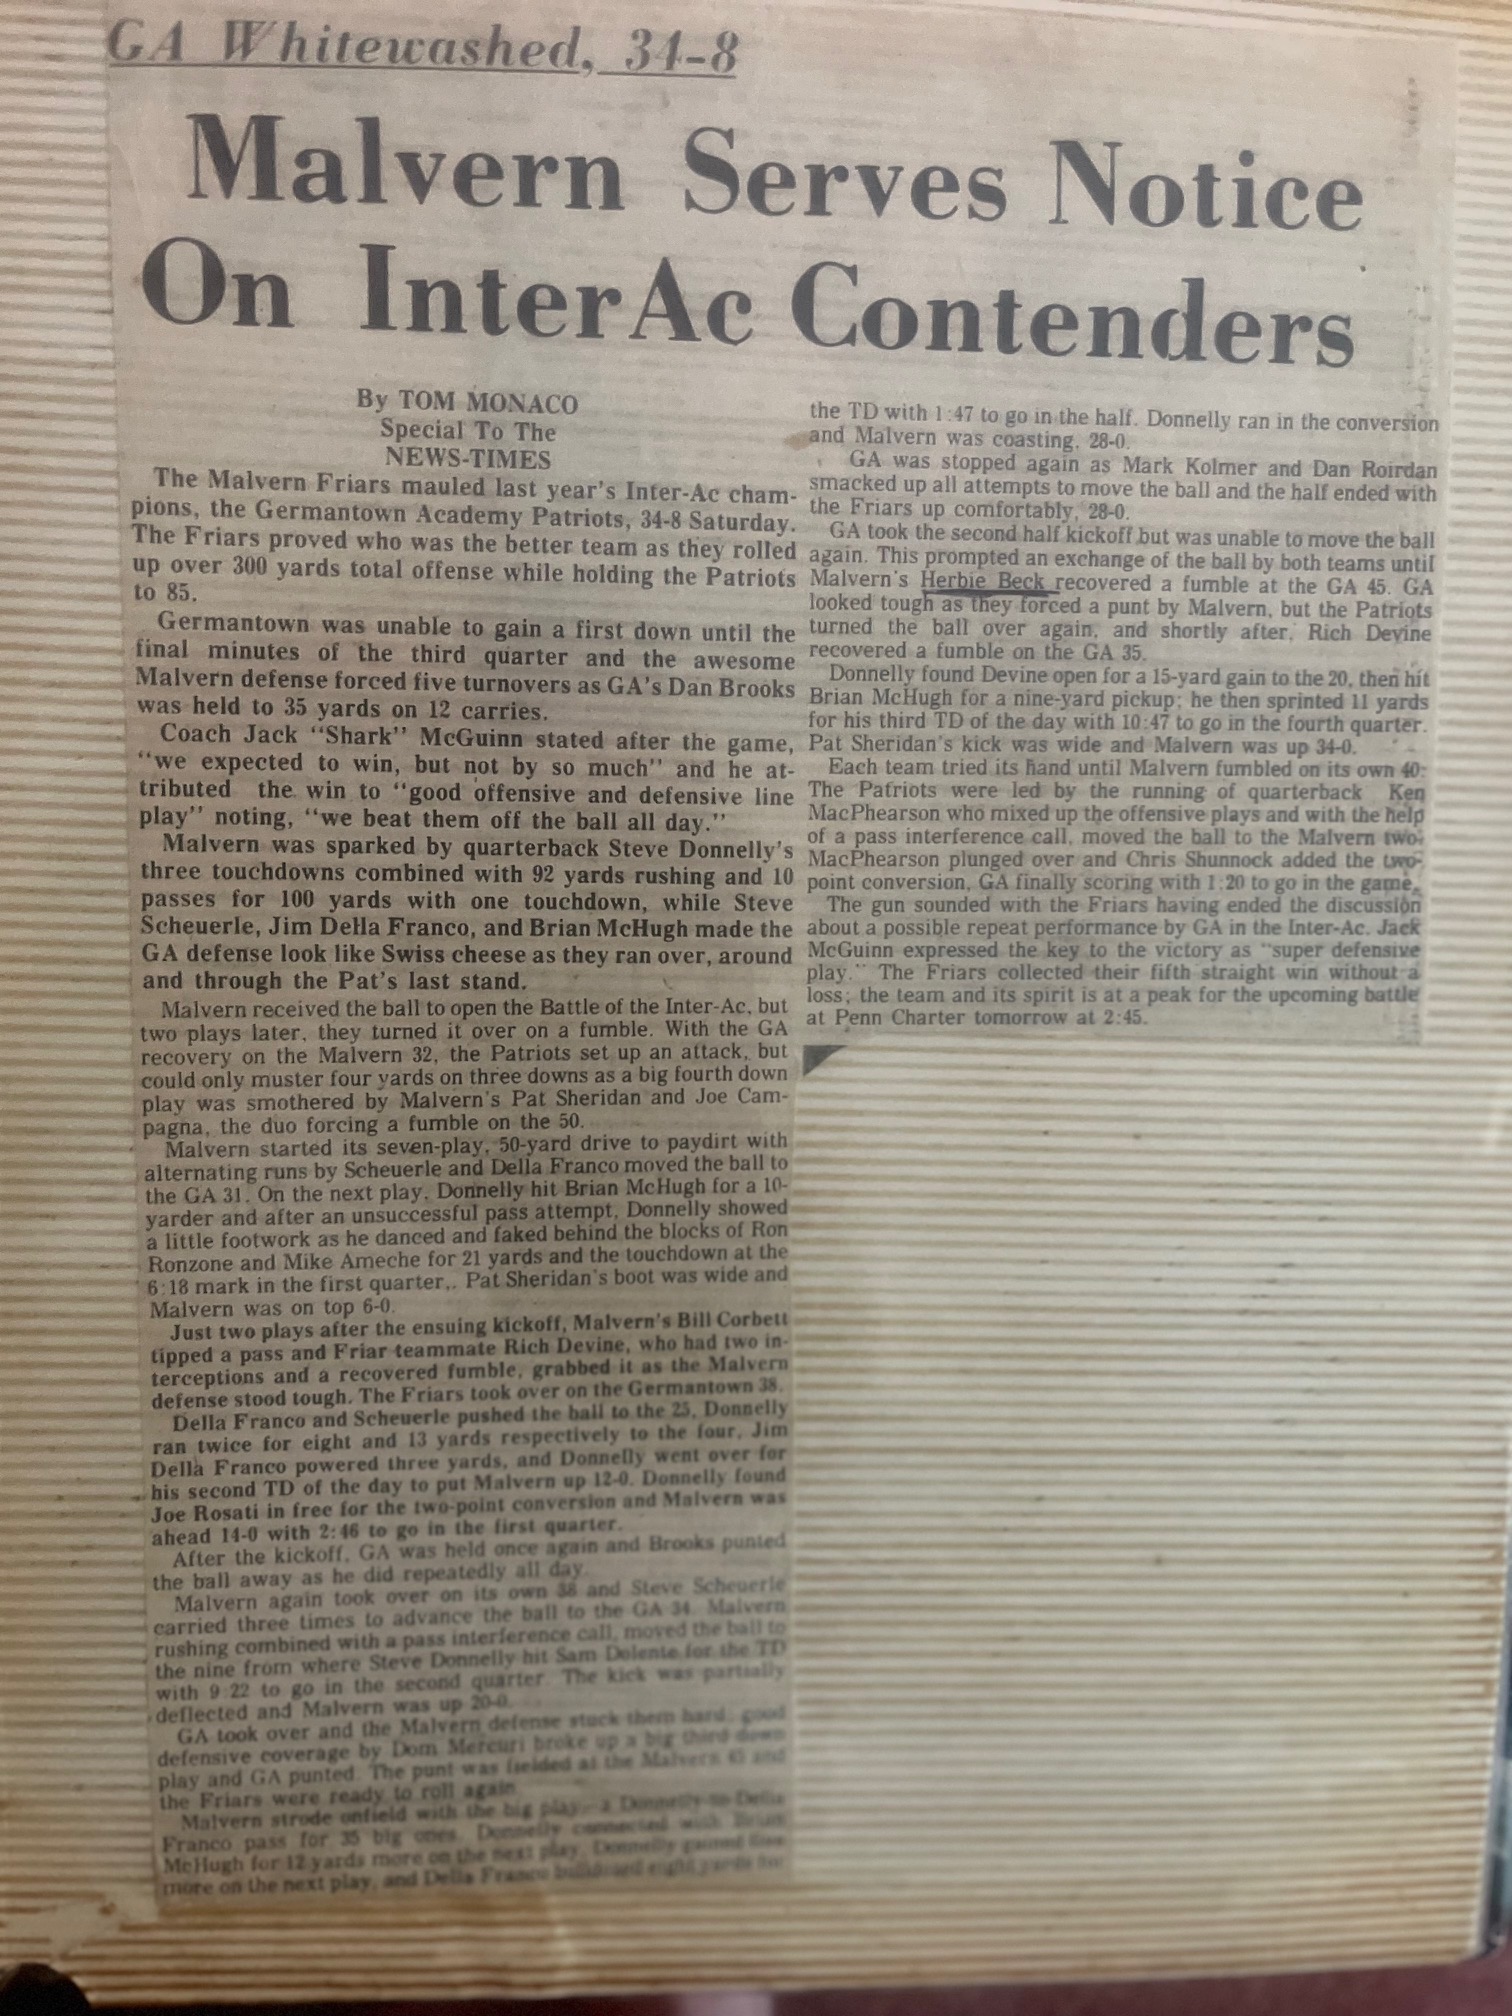 GA Whitewashed, 34-8
Malvern Serves Notice
On InterAc Contenders
By TOM MONACO
Special To The
NEWS-TIMES
The Malvern Friars mauled last year's Inter-Ac cham-
pions, the Germantown Academy Patriots, 34-8 Saturday.
The Friars proved who was the better team as they rolled
up over 300 yards total offense while holding the Patriots
to 85.
Germantown was unable to gain a first down until the
final minutes of the third quarter and the awesome
Malvern defense forced five turnovers as GA's Dan Brooks
was held to 35 yards on 12 carries.
Coach Jack "Shark" McGuinn stated after the game,
"we expected to win, but not by so much" and he at-
tributed the win to "good offensive and defensive line
play" noting, "we beat them off the ball all day."
Malvern was sparked by quarterback Steve Donnelly's
three touchdowns combined with 92 yards rushing and 10
passes for 100 yards with one touchdown, while Steve
Scheuerle, Jim Della Franco, and Brian McHugh made the
GA defense look like Swiss cheese as they ran over, around
and through the Pat's last stand.
Malvern received the ball to open the Battle of the Inter-Ac, but
two plays later, they turned it over on a fumble. With the GA
recovery on the Malvern 32, the Patriots set up an attack, but
could only muster four yards on three downs as a big fourth down
play was smothered by Malvern's Pat Sheridan and Joe Cam-
pagna, the duo forcing a fumble on the 50.
Malvern started its seven-play, 50-yard drive to paydirt with
alternating runs by Scheuerle and Della Franco moved the ball to
the GA 31. On the next play, Donnelly hit Brian McHugh for a 10-
yarder and after an unsuccessful pass attempt, Donnelly showed
a little footwork as he danced and faked behind the blocks of Ron
Ronzone and Mike Ameche for 21 yards and the touchdown at the
6:18 mark in the first quarter,. Pat Sheridan's boot was wide and
Malvern was on top 6-0.
Just two plays after the ensuing kickoff, Malvern's Bill Corbett
tipped a pass and Friar teammate Rich Devine, who had two in-
terceptions and a recovered fumble, grabbed it as the Malvern
defense stood tough. The Friars took over on the Germantown 38.
Della Franco and Scheuerle pushed the ball to the 25, Donnelly
ran twice for eight and 13 yards respectively to the four, Jim
Della Franco powered three yards, and Donnelly went over for
his second TD of the day to put Malvern up 12-0. Donnelly found
Joe Rosati in free for the two-point conversion and Malvern was
ahead 14-0 with 2:46 to go in the first quarter.
After the kickoff, GA was held once again and Brooks punted
the ball away as he did repeatedly all day.
Malvern again took over on its own 38 and Steve Scheuerle
carried three times to advance the ball to the GA 34. Malvern
rushing combined with a pass interference call, moved the ball to
the nine from where Steve Donnelly hit Sam Delente for the TD
with 9:22 to go in the second quarter. The kick was partially
deflected and Malvern was up 20-0.
GA took over and the Malvern defense stuck them hard; good
defensive coverage by Dom Mercuri broke up a big third down
play and GA punted. The punt was fielded at the Malvern and
the Friars were ready to roll again.
Malvern strode onfield with the big play-a Donnelly-to-Della
Franco pass for 35 big ones. Donnelly connected with Brian
McHugh for 12 yards more on the next play, Donnelly gained five
more on the next play, and Della Franco bulldozed eight yards for
the TD with 1:47 to go in the half. Donnelly ran in the conversion
and Malvern was coasting, 28-0.
GA was stopped again as Mark Kolmer and Dan Roirdan
smacked up all attempts to move the ball and the half ended with
the Friars up comfortably, 28-0.
GA took the second half kickoff but was unable to move the ball
again. This prompted an exchange of the ball by both teams until
Malvern's Herbie Beck recovered a fumble at the GA 45. GA
looked tough as they forced a punt by Malvern, but the Patriots
turned the ball over again, and shortly after, Rich Devine
recovered a fumble on the GA 35.
Donnelly found Devine open for a 15-yard gain to the 20, then hit
Brian McHugh for a nine-yard pickup; he then sprinted 11 yards
for his third TD of the day with 10:47 to go in the fourth quarter.
Pat Sheridan's kick was wide and Malvern was up 34-0.
Each team tried its hand until Malvern fumbled on its own 40.
The Patriots were led by the running of quarterback Ken
MacPhearson who mixed up the offensive plays and with the help
of a pass interference call, moved the ball to the Malvern two.
MacPhearson plunged over and Chris Shunnock added the two-
point conversion, GA finally scoring with 1:20 to go in the game.
The gun sounded with the Friars having ended the discussion
about a possible repeat performance by GA in the Inter-Ac. Jack
McGuinn expressed the key to the victory as "super defensive
play." The Friars collected their fifth straight win without a
loss; the team and its spirit is at a peak for the upcoming battle
at Penn Charter tomorrow at 2:45.